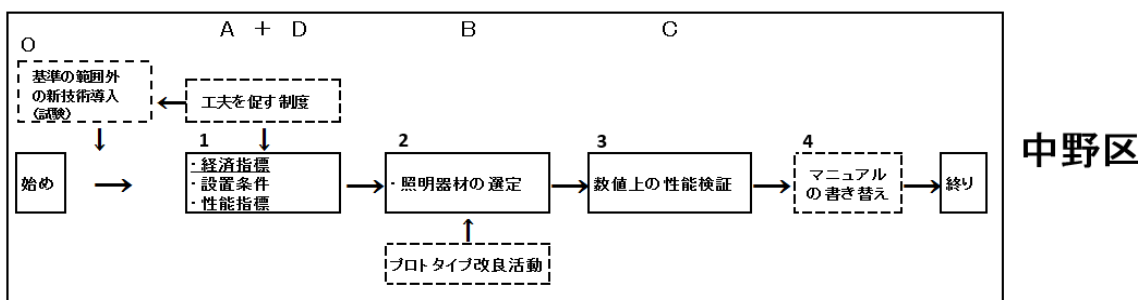 A + D
B
C
O
基準の範囲外
の新技術導入
(試験)
工夫を促す制度
1
2
3
4
始め
・経済指標
・設置条件
・性能指標
・照明器材の選定
数値上の性能検証
マニュアル
の書き替え
終り
プロトタイプ改良活動
中野区